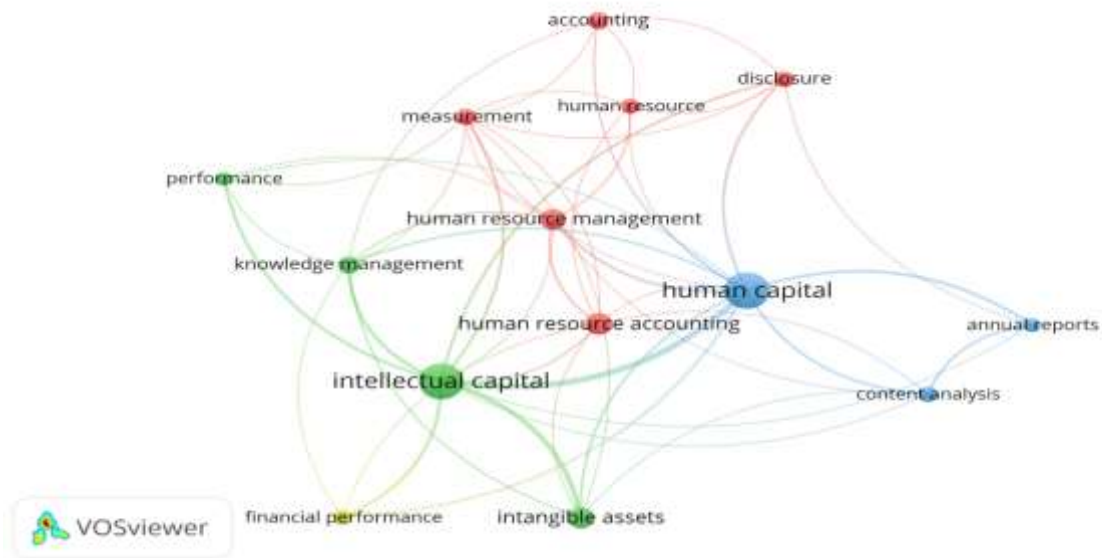 accounting
disclosure
human resource
measurement
performance
human resource management
knowledge management
human capital
human resource accounting
annual reports
intellectual capital
content analysis
financial performance
intangible assets
VOSviewer